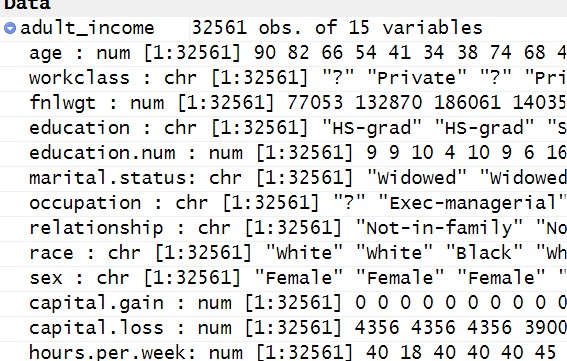 Data
adult_income 32561 obs. of 15 variables
age : num [1:32561] 90 82 66 54 41 34 38 74 68 4
workclass : chr [1:32561] "?" "Private" "?" "Pri
fnlwgt : num [1:32561] 77053 132870 186061 14035
education : chr [1:32561] "HS-grad" "HS-grad" "S
education.num : num [1:32561] 9 9 10 4 10 9 6 16
marital.status: chr [1:32561] "Widowed" "Widowed
occupation : chr [1:32561] "?" "Exec-managerial"
relationship : chr [1:32561] "Not-in-family" "No
race : chr [1:32561] "White" "White" "Black" "Wh
sex : chr [1:32561] "Female" "Female" "Female" "
capital.gain : num [1:32561] 0 0 0 0 0 0 0 0 0 0
capital.loss : num [1:32561] 4356 4356 4356 3900
hours.per.week: num [1:32561] 40 18 40 40 40 45